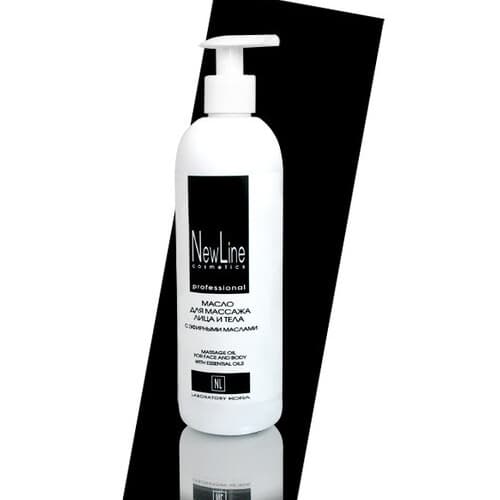 NewLine
cosmetics
professional
МАСЛО
ДЛЯ МАССАЖА
ЛИЦА И ТЕЛА
С ЭФИРНЫМИ МАСЛАМИ
MASSAGE OIL
FOR FACE AND BODY
WITH ESSENTIAL OILS
NL
LABORATORY KORA